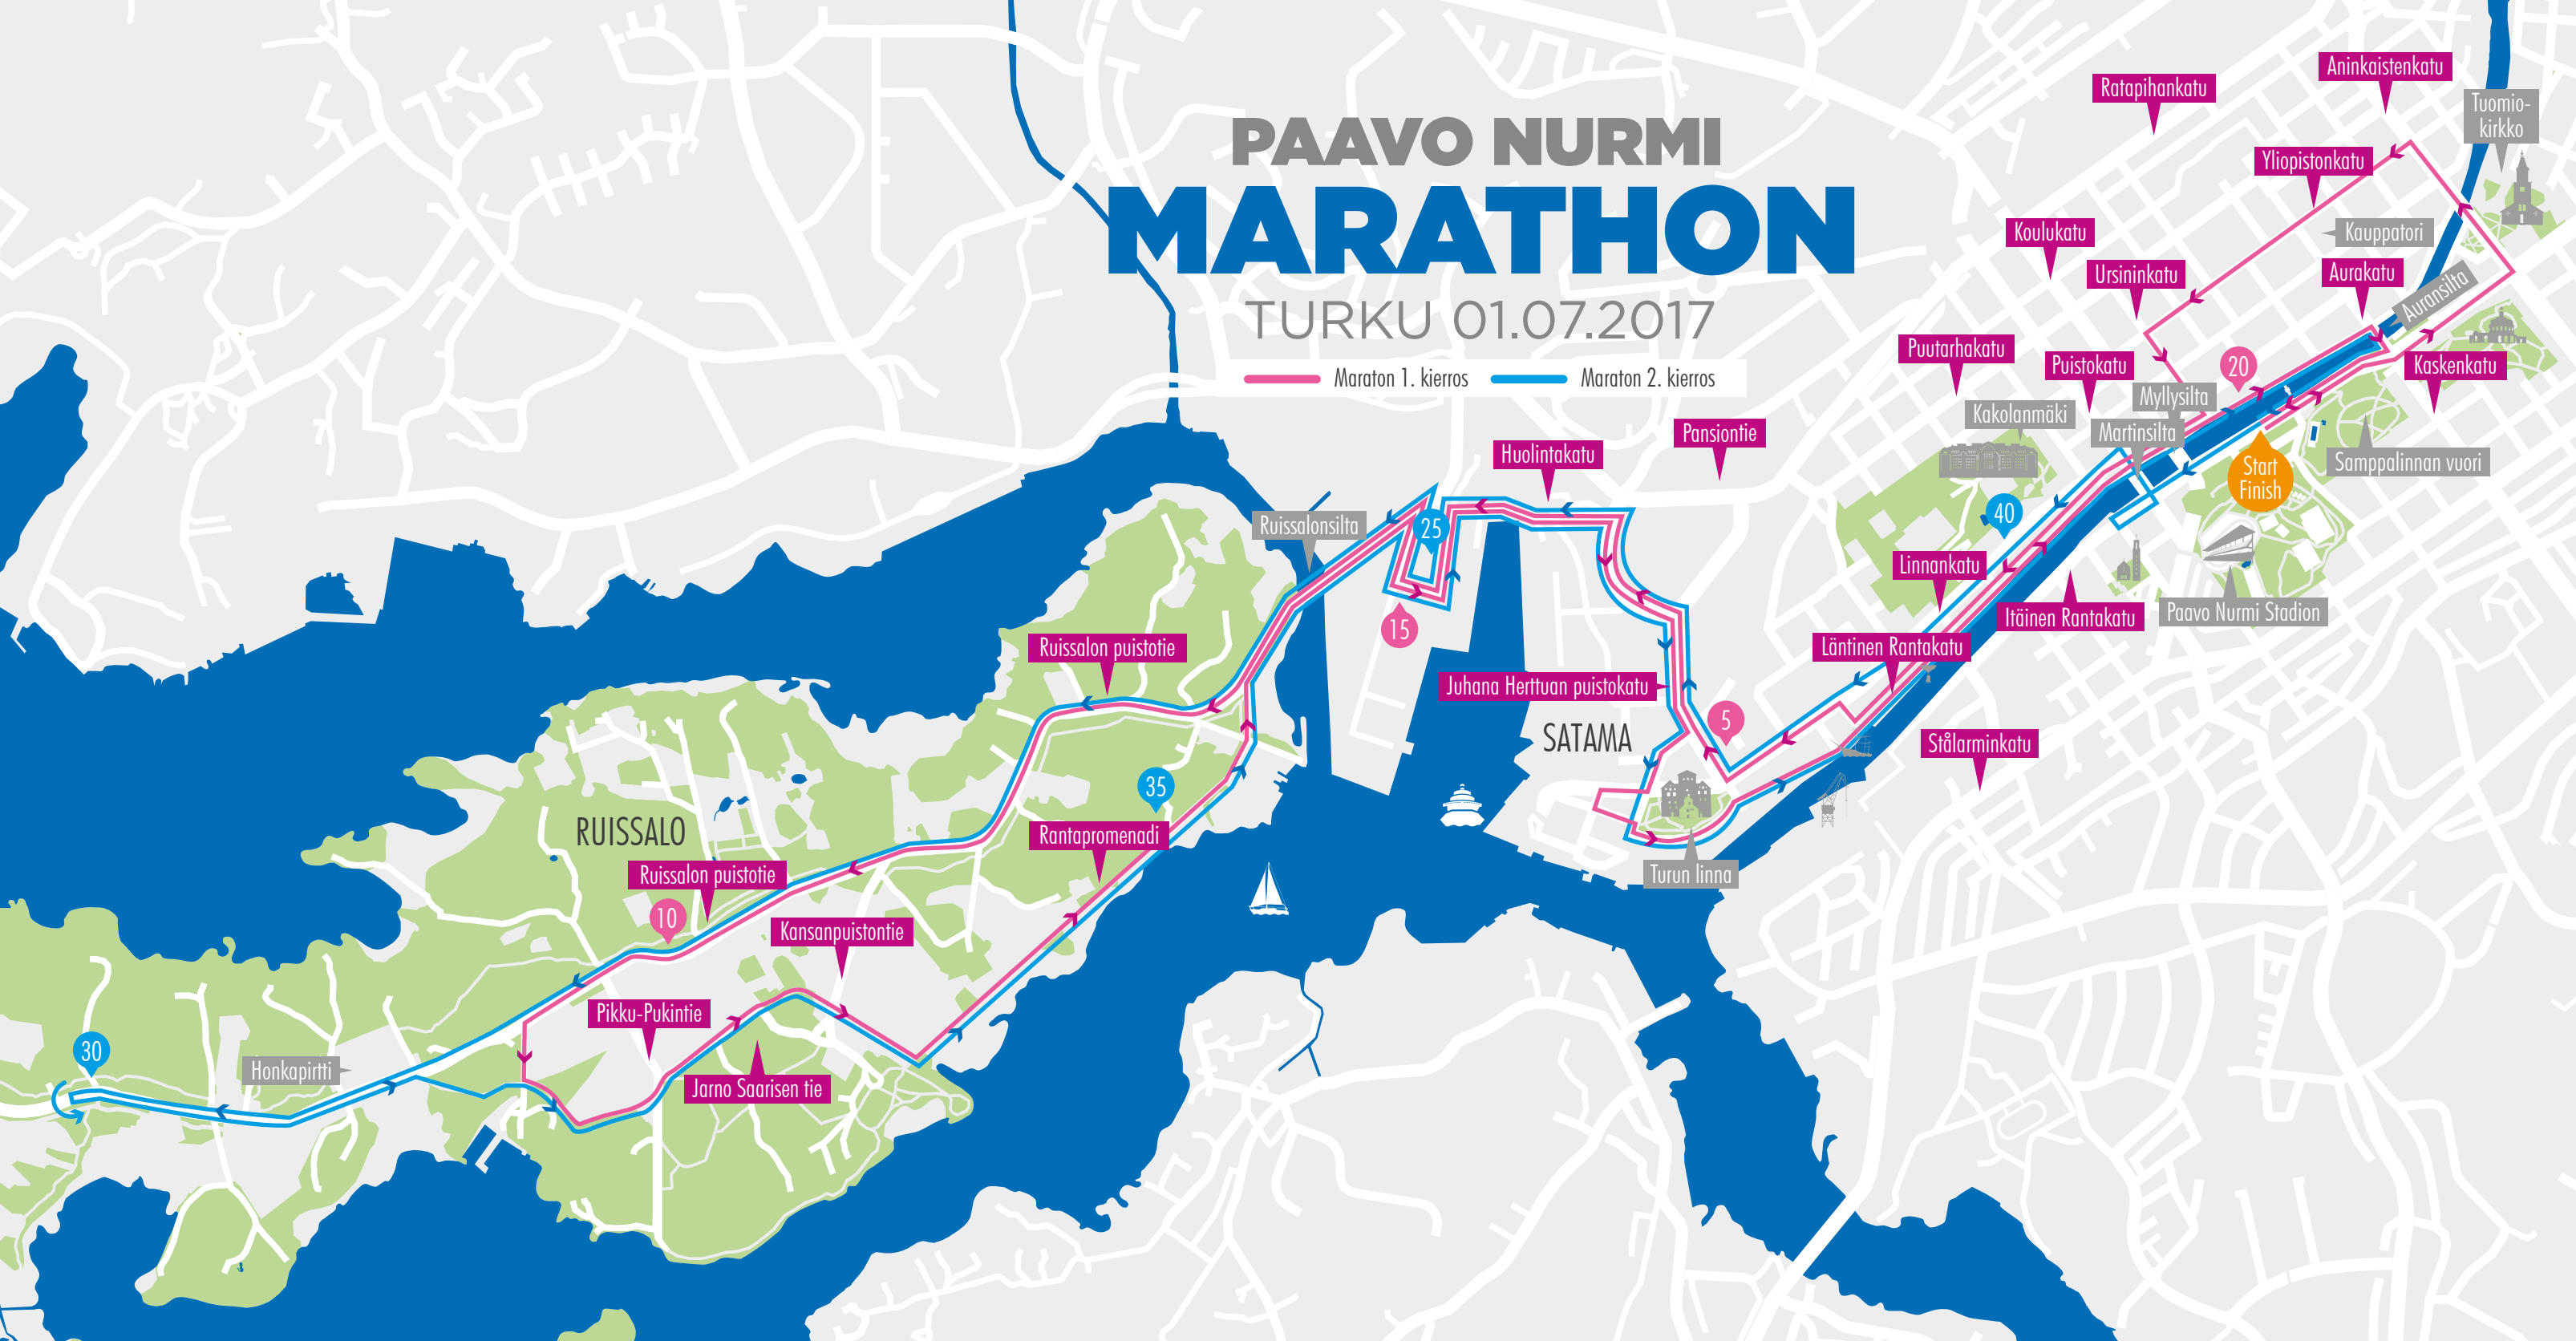 PAAVO NURMI
MARATHON
TURKU 01.07.2017
Maraton 1. kierros
Maraton 2. kierros
Aninkaistenkatu
Ratapihankatu
Tuomio-
kirkko
Yliopistonkatu
Koulukatu
Kauppatori
Ursininkatu
Aurakatu
Auransilta
Puutarhakatu
Puistokatu
20
Kaskenkatu
Myllysilta
Kakolanmäki
Martinsilta
Pansiontie
Huolintakatu
Start
Finish
Samppalinnan vuori
Ruissalonsilta
25
40
Linnankatu
Itäinen Rantakatu
Paavo Nurmi Stadion
15
Ruissalon puistotie
Läntinen Rantakatu
Juhana Herttuan puistokatu
5
SATAMA
Stålarminkatu
35
RUISSALO
Rantapromenadi
Ruissalon puistotie
Turun linna
10
Kansanpuistontie
Pikku-Pukintie
30
Honkapirtti
Jarno Saarisen tie